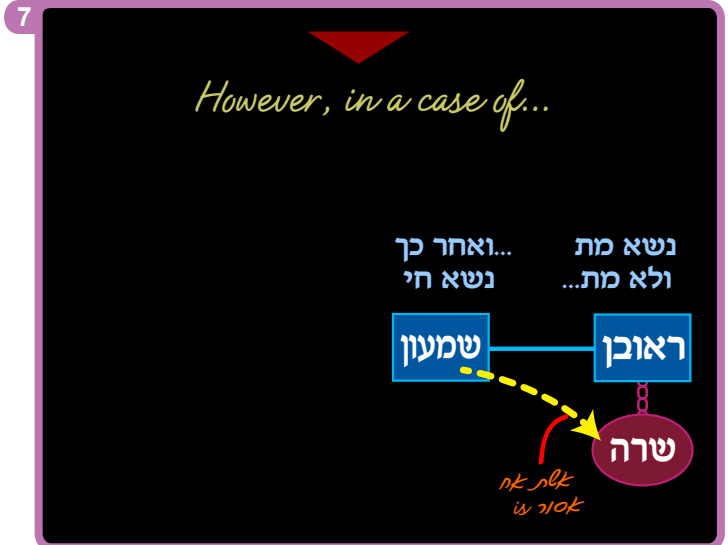 7
However, in a case of...
נשא מת
ולא מת...
...ואחר כך
נשא חי
ראובן
שמעון
שרה
אשת אח
is אסור